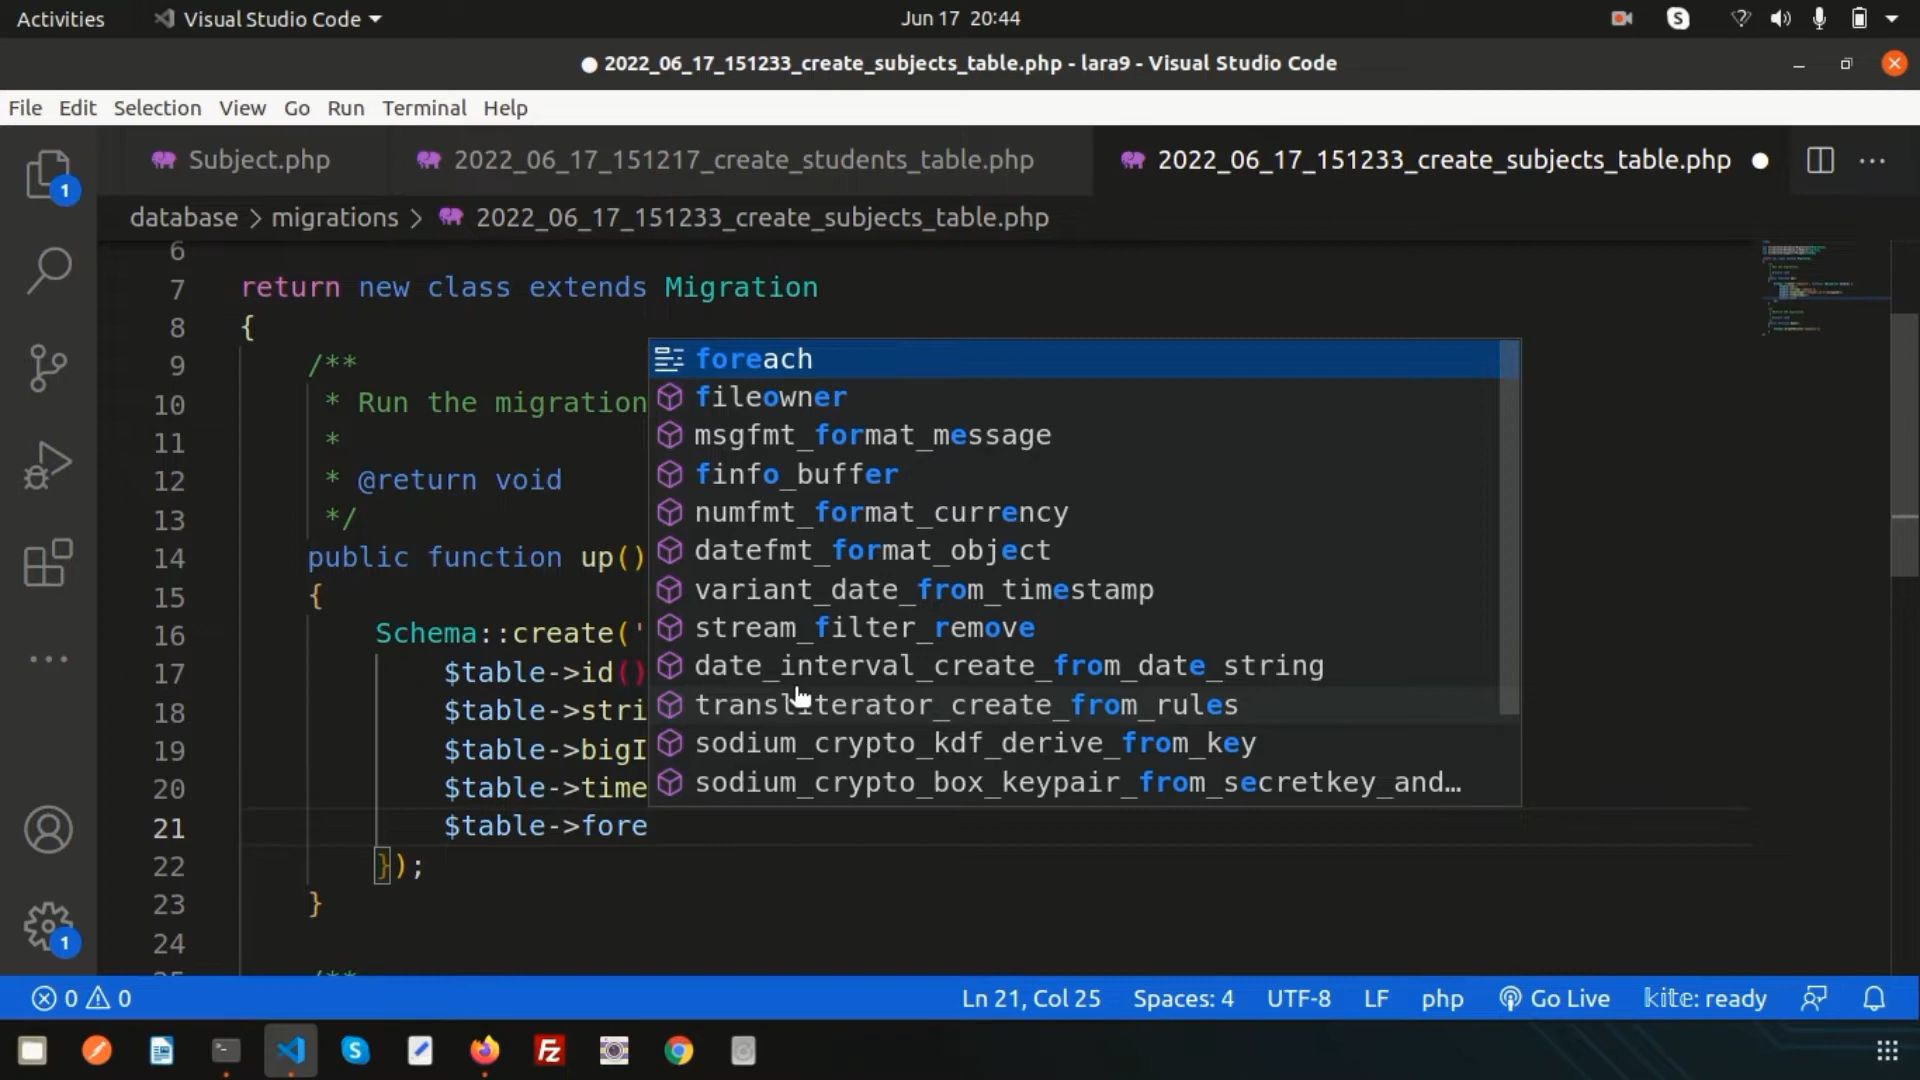 Activities
Visual Studio Code
Jun 17 20:44
2022_06_17_151233_create_subjects_table.php - lara9 - Visual Studio Code
File Edit Selection View Go Run Terminal Help
Subject.php
2022_06_17_151217_create_students_table.php
2022_06_17_151233_create_subjects_table.php
database > migrations > 2022_06_17_151233_create_subjects_table.php
6
7 return new class extends Migration
8 {
9 /**
10 * Run the migration
11 *
12 * @return void
13 */
14 public function up()
15 {
16 Schema::create('
17 $table->id()
18 $table->stri
19 $table->bigI
20 $table->time
21 $table->fore
22 });
23 }
24
25 /**
foreach
fileowner
msgfmt_format_message
finfo_buffer
numfmt_format_currency
datefmt_format_object
variant_date_from_timestamp
stream_filter_remove
date_interval_create_from_date_string
transliterator_create_from_rules
sodium_crypto_kdf_derive_from_key
sodium_crypto_box_keypair_from_secretkey_and…
1
1
0 0
Ln 21, Col 25 Spaces: 4 UTF-8 LF php Go Live kite: ready